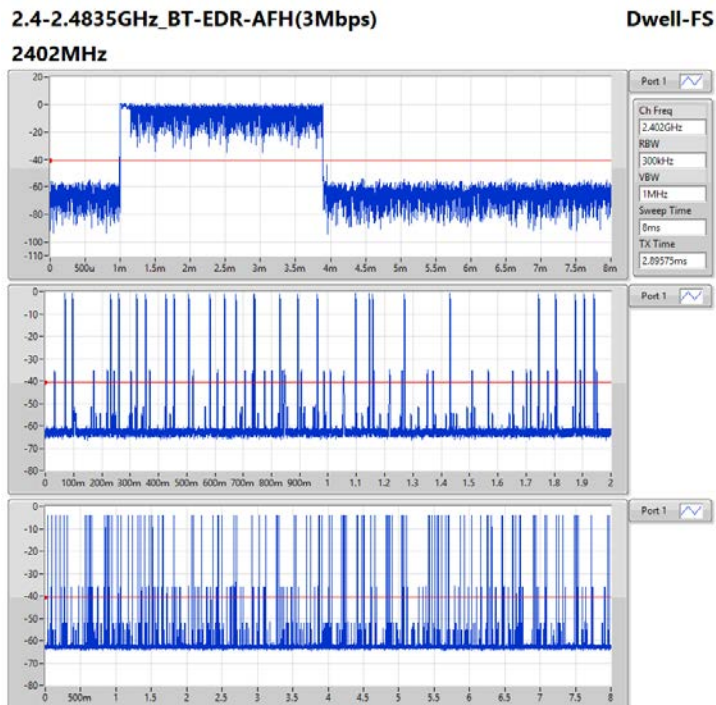 2.4-2.4835GHz_BT-EDR-AFH(3Mbps) Dwell-FS
2402MHz
Port 1
Ch Freq
2.402GHz
RBW
300kHz
VBW
1MHz
Sweep Time
8ms
TX Time
2.89575ms
20
0
-20
-40
-60
-80
-100
-110
0 500u 1m 1.5m 2m 2.5m 3m 3.5m 4m 4.5m 5m 5.5m 6m 6.5m 7m 7.5m 8m
Port 1
0
-10
-20
-30
-40
-50
-60
-70
-80
0 100m 200m 300m 400m 500m 600m 700m 800m 900m 1 1.1 1.2 1.3 1.4 1.5 1.6 1.7 1.8 1.9 2
Port 1
0
-10
-20
-30
-40
-50
-60
-70
-80
0 500m 1 1.5 2 2.5 3 3.5 4 4.5 5 5.5 6 6.5 7 7.5 8